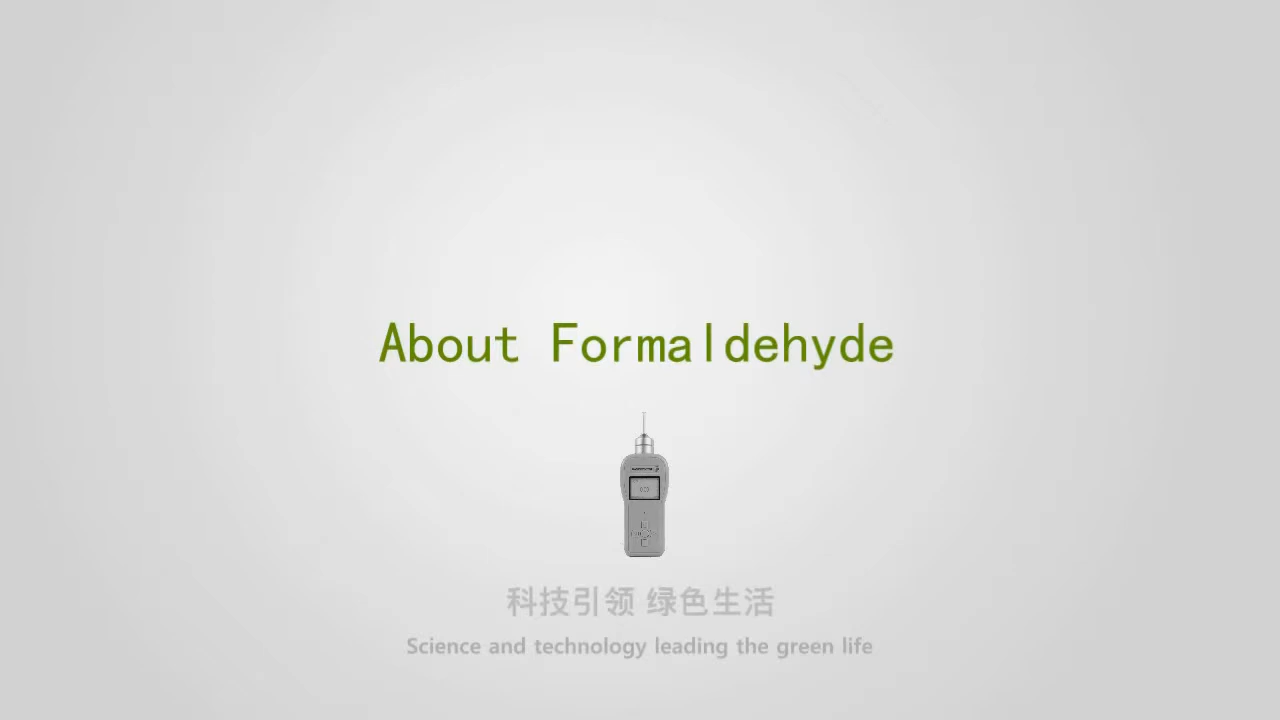 About Formaldehyde
科技引领 绿色生活
Science and technology leading the green life